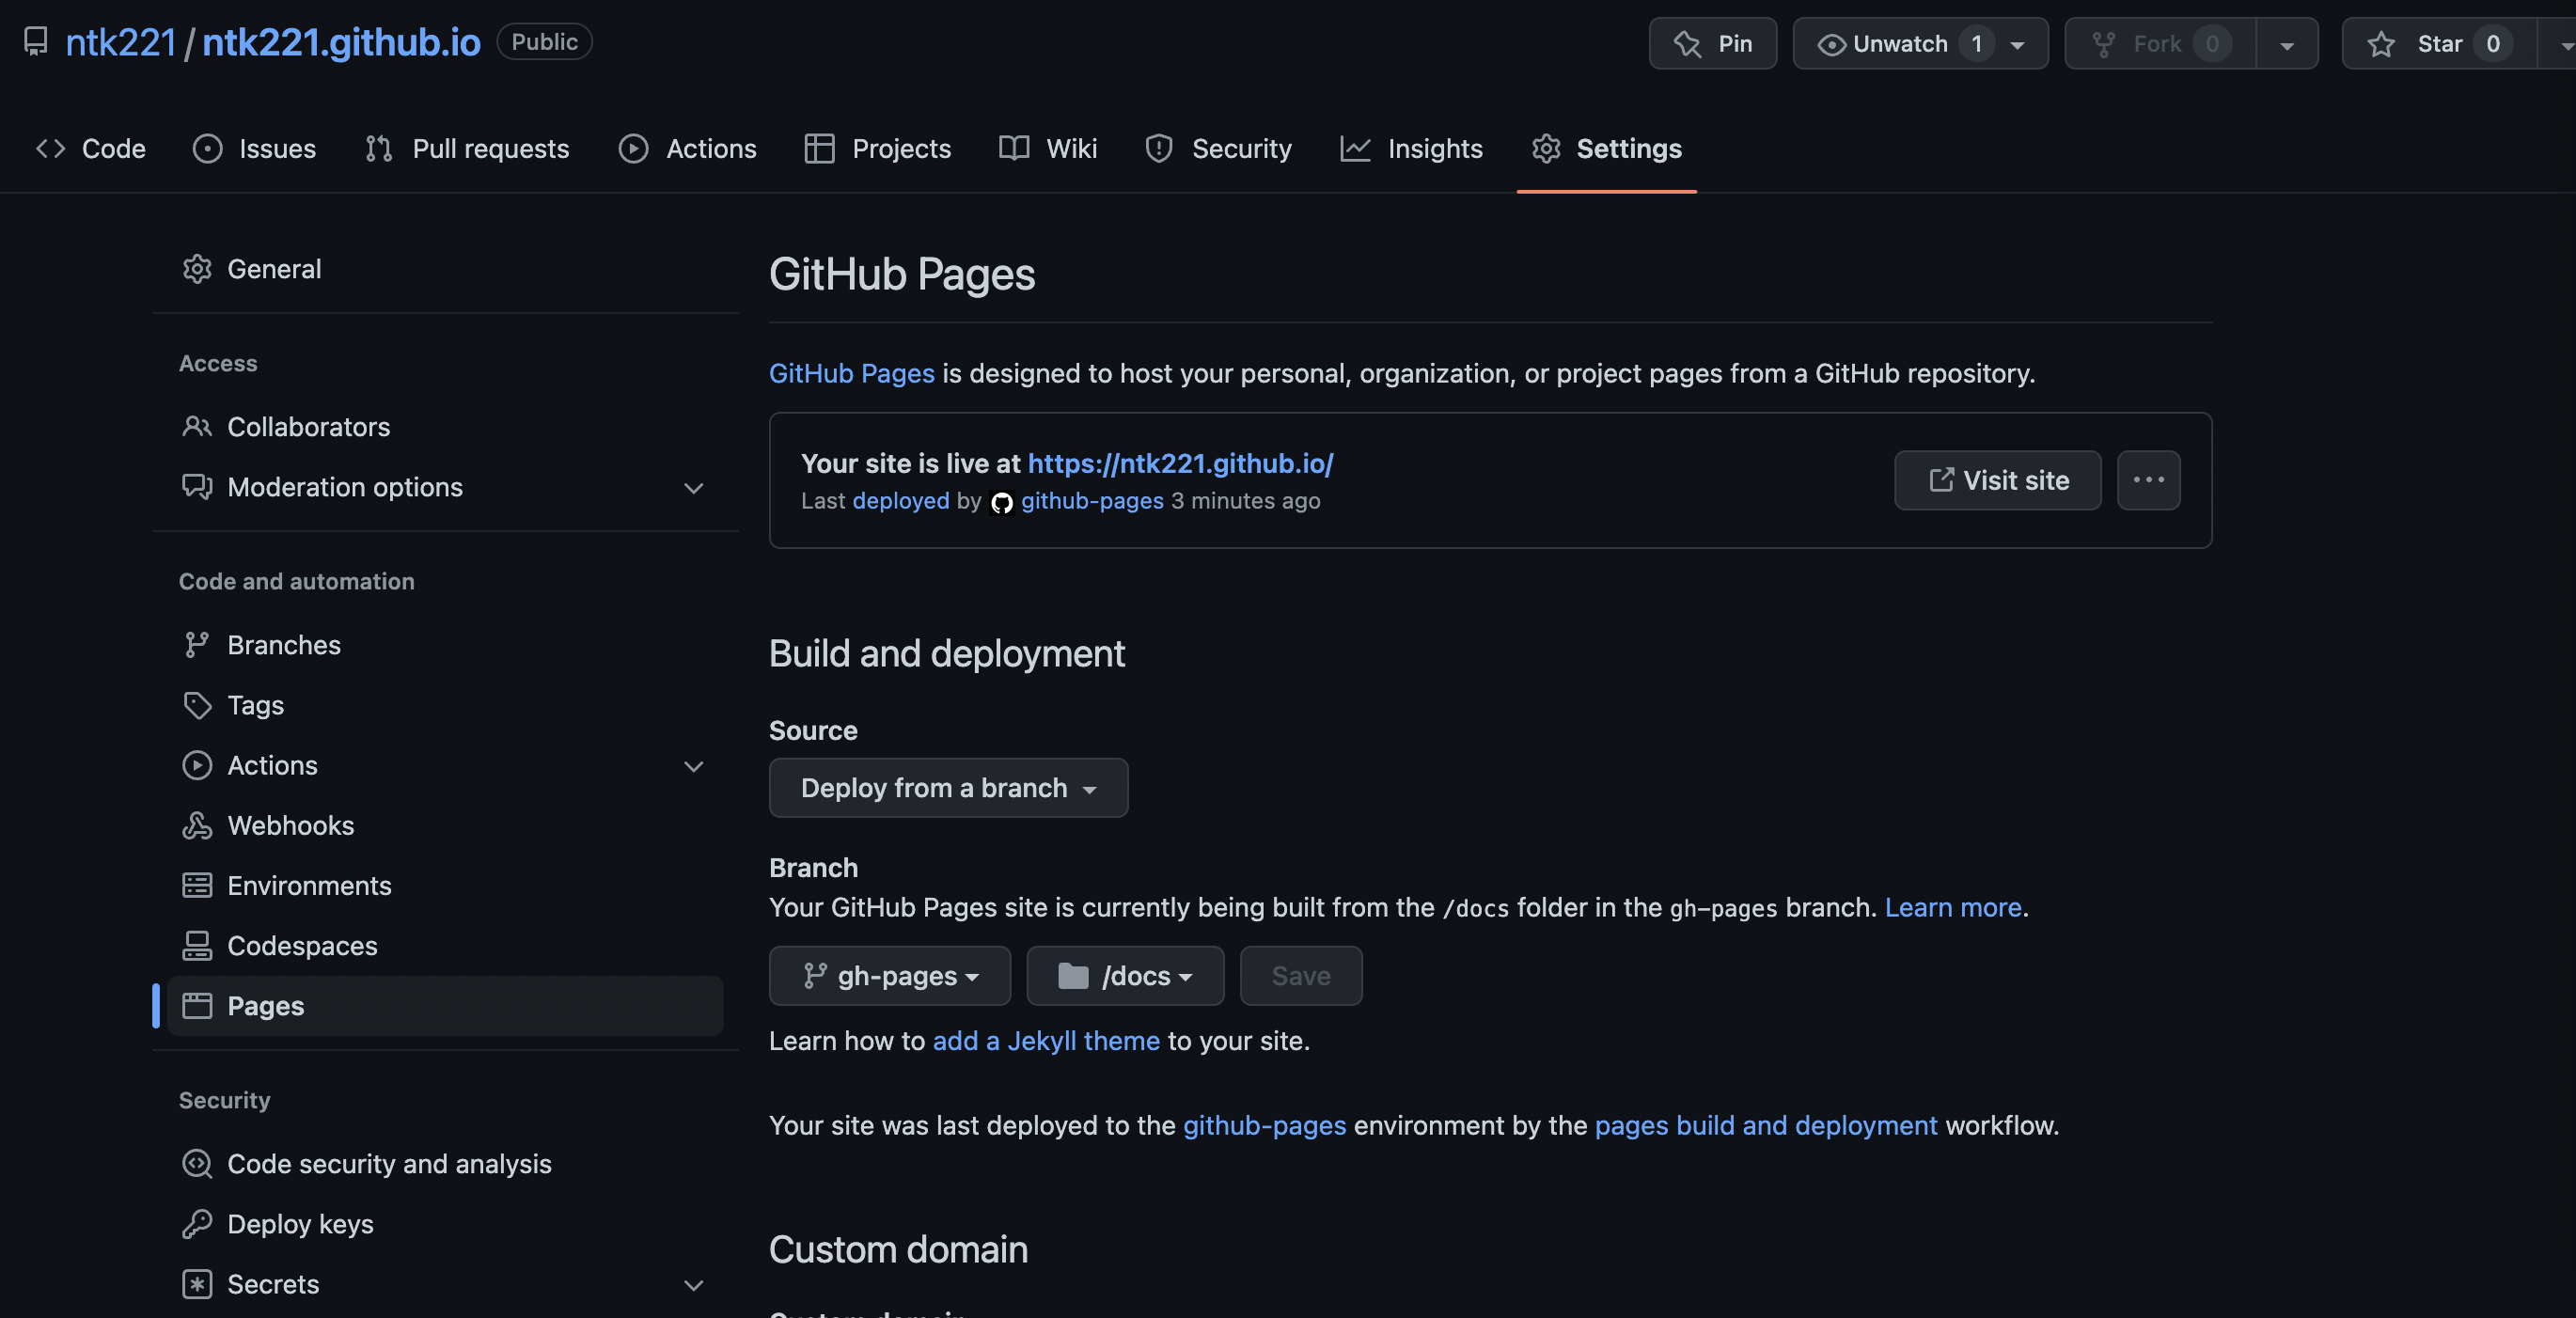 ntk221/ntk221.github.io Public
Pin Unwatch 1 Fork 0 Star 0
Code Issues Pull requests Actions Projects Wiki Security Insights Settings
General
Access
Collaborators
Moderation options
Code and automation
Branches
Tags
Actions
Webhooks
Environments
Codespaces
Pages
Security
Code security and analysis
Deploy keys
Secrets
GitHub Pages
GitHub Pages is designed to host your personal, organization, or project pages from a GitHub repository.
Your site is live at https://ntk221.github.io/
Last deployed by github-pages 3 minutes ago
Visit site
Build and deployment
Source
Deploy from a branch
Branch
Your GitHub Pages site is currently being built from the /docs folder in the gh-pages branch. Learn more.
gh-pages /docs Save
Learn how to add a Jekyll theme to your site.
Your site was last deployed to the github-pages environment by the pages build and deployment workflow.
Custom domain
Custom domain